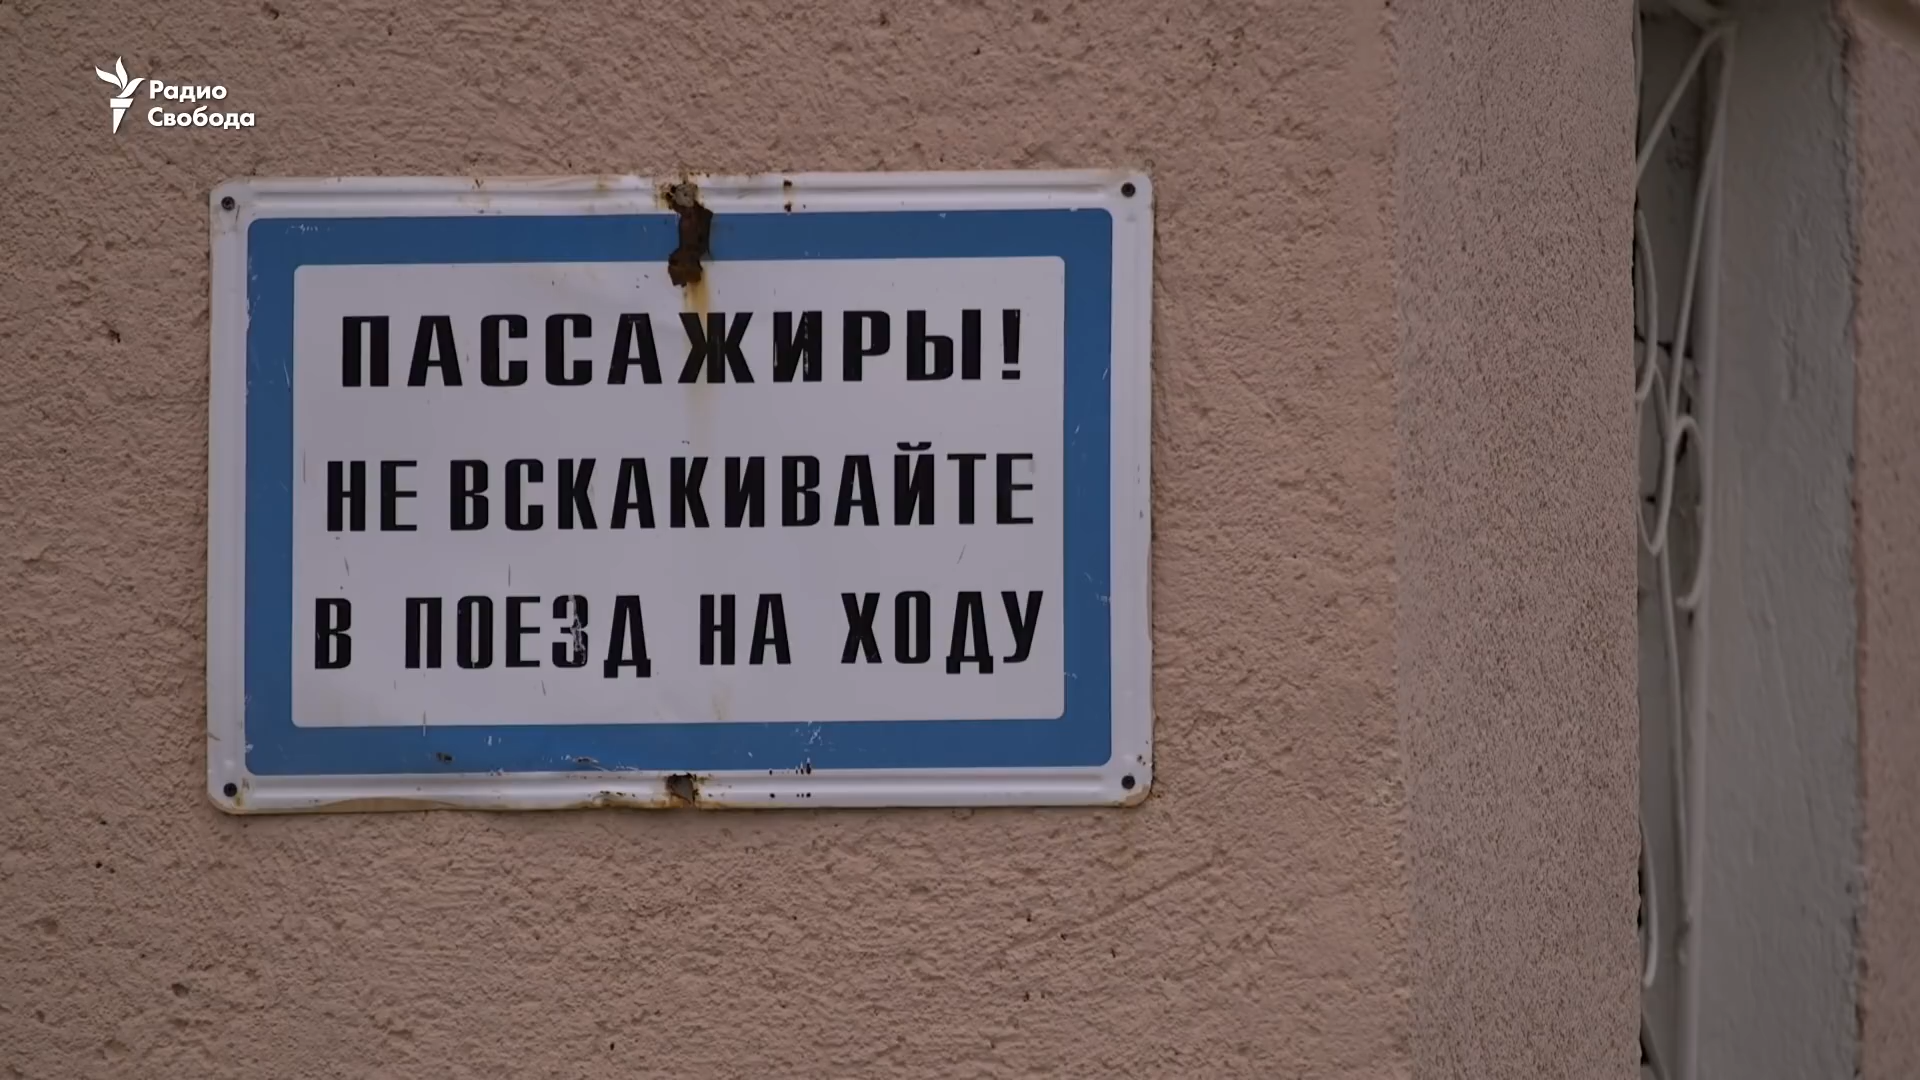 Радио
Свобода
ПАССАЖИРЫ!
НЕ ВСКАКИВАЙТЕ
В ПОЕЗД НА ХОДУ